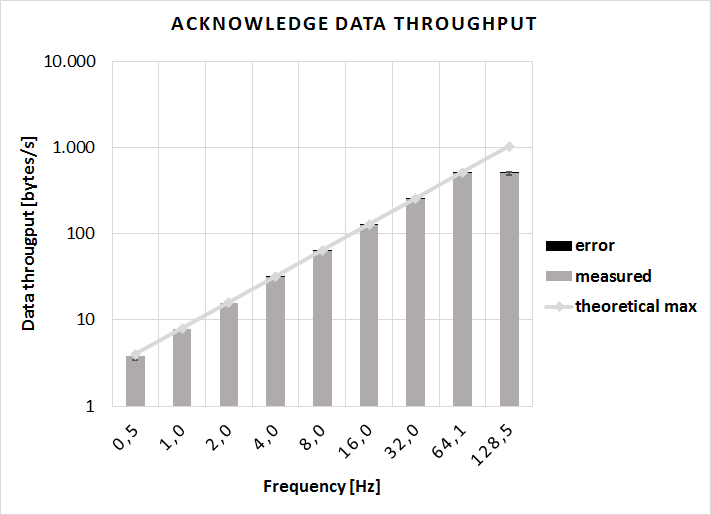 ACKNOWLEDGE DATA THROUGHPUT
Data througput [bytes/s]
10.000
1.000
100
10
1
0,5
1,0
2,0
4,0
8,0
16,0
32,0
64,1
128,5
Frequency [Hz]
error
measured
theoretical max